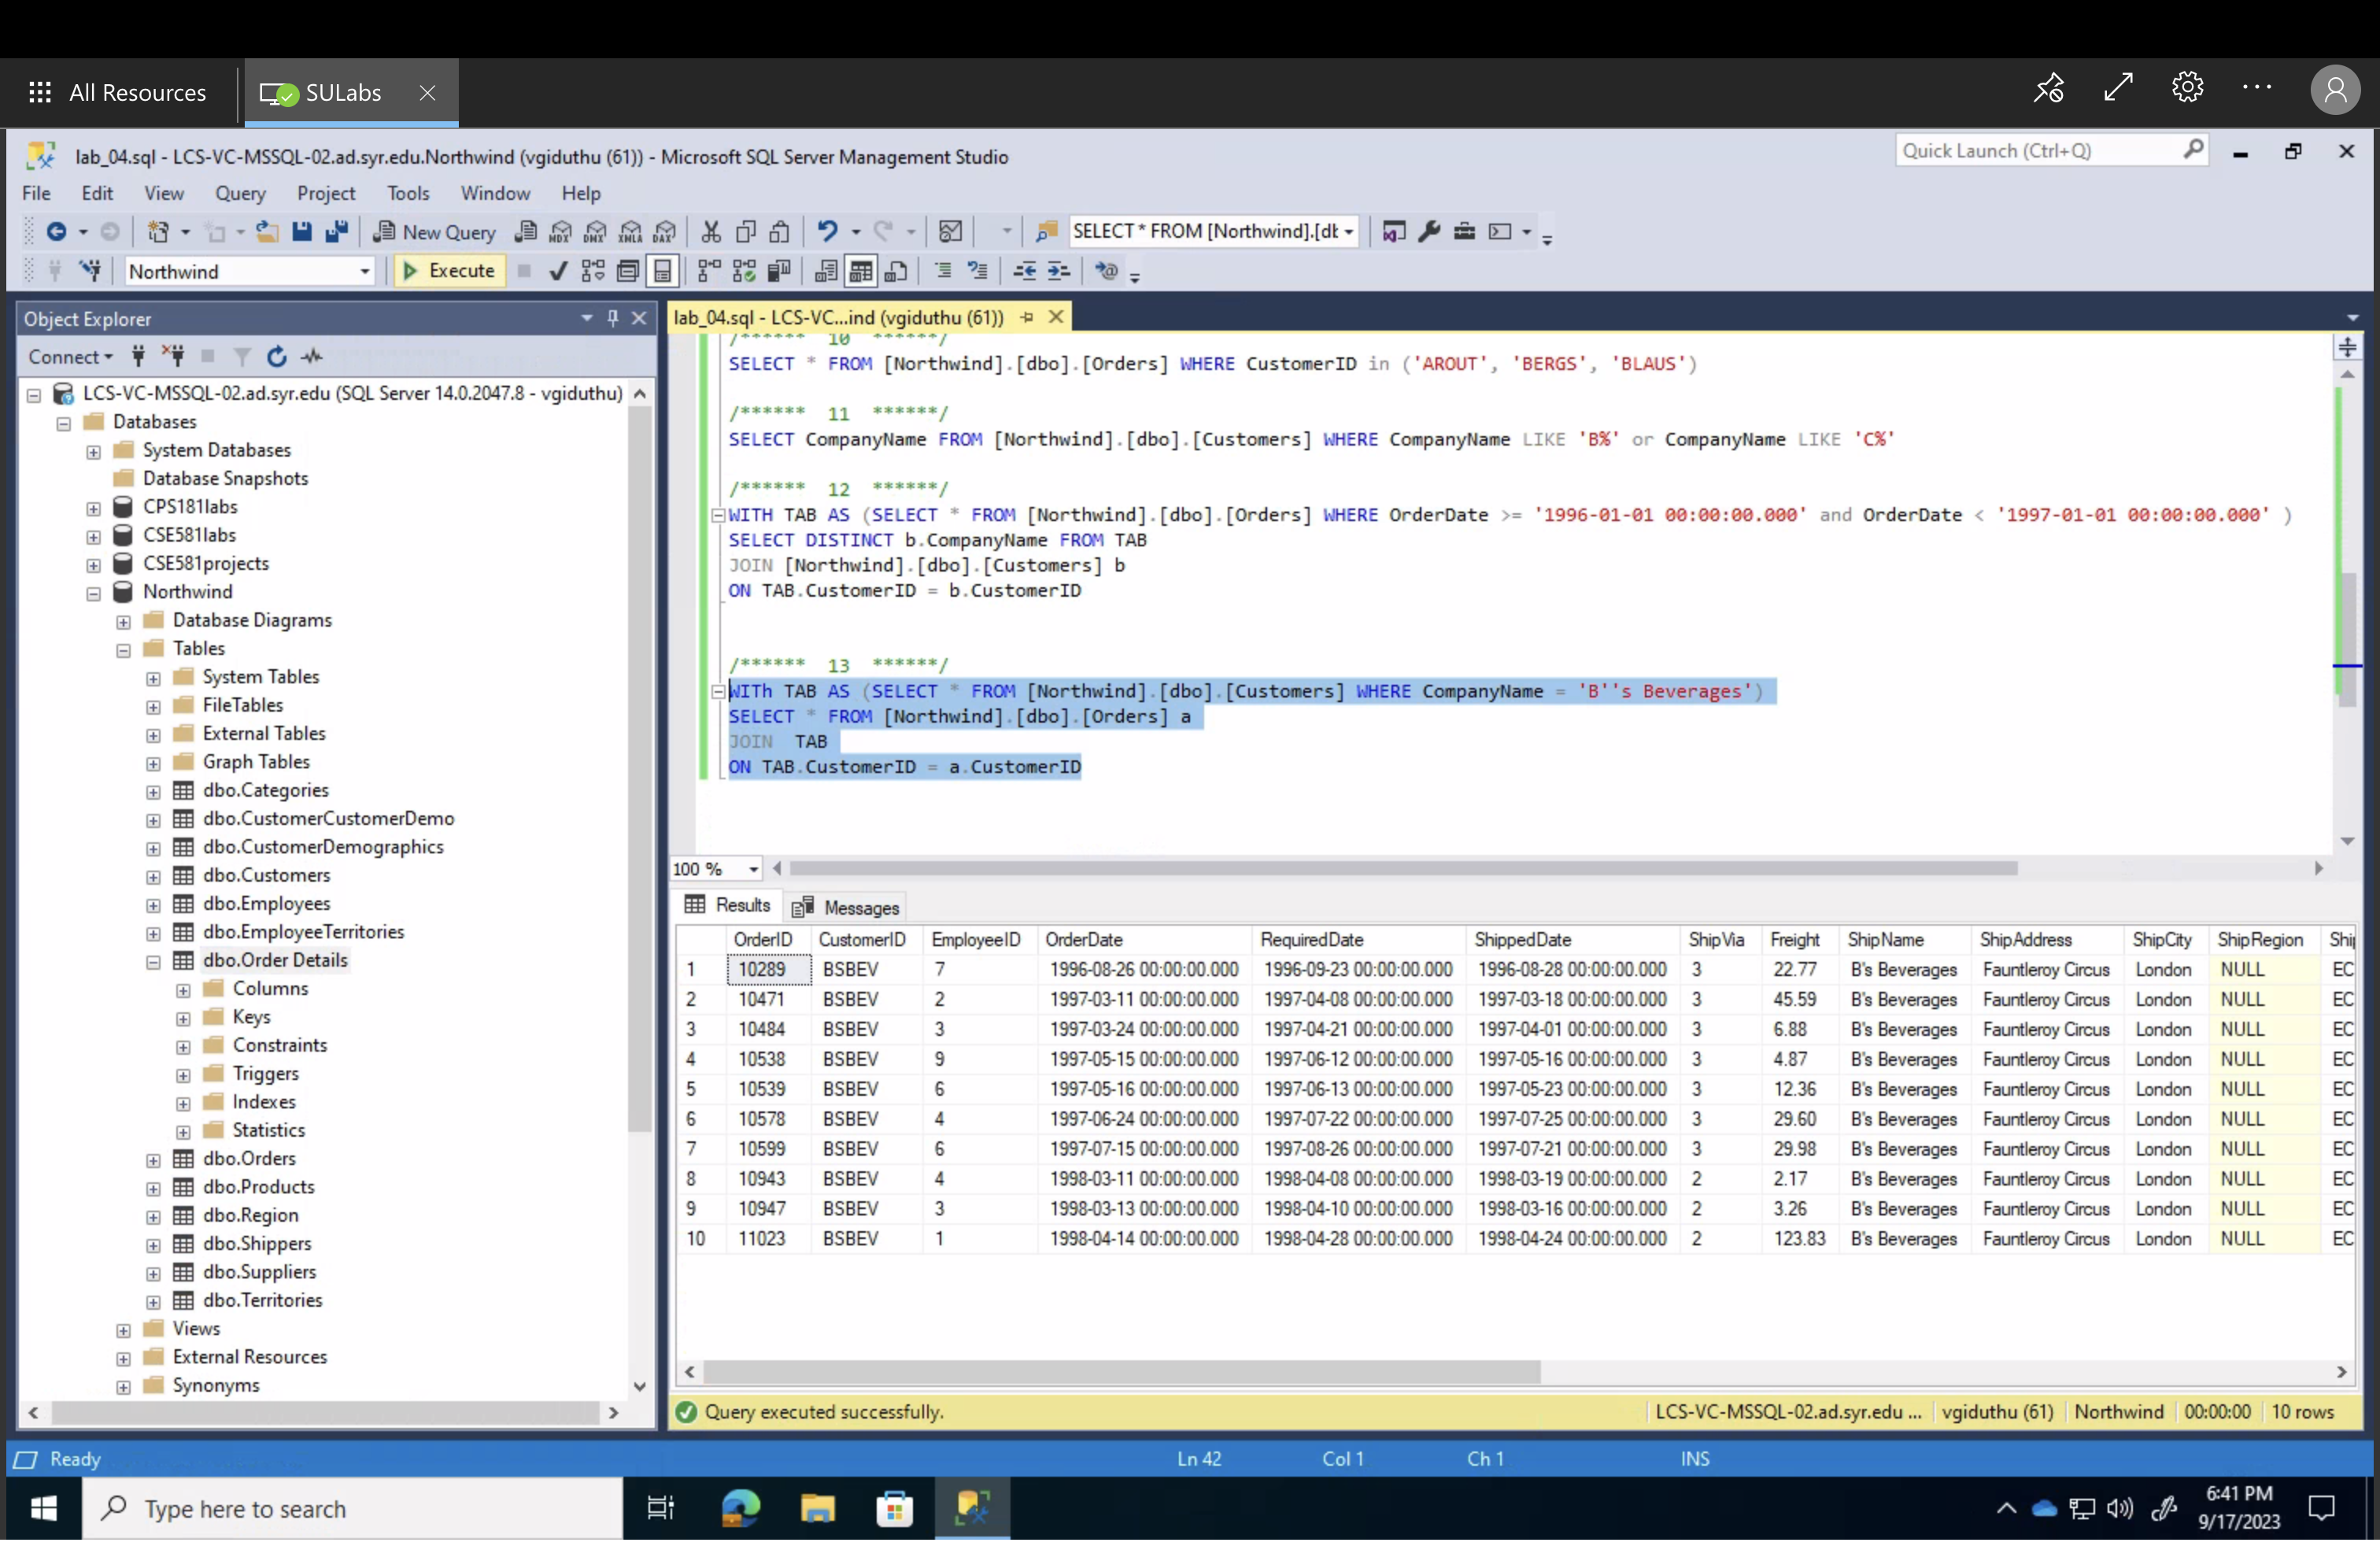 All Resources
SULabs
lab_04.sql - LCS-VC-MSSQL-02.ad.syr.edu.Northwind (vgiduthu (61)) - Microsoft SQL Server Management Studio
Quick Launch (Ctrl+Q)
File Edit View Query Project Tools Window Help
New Query MDX DMX XMLA DAX SELECT * FROM [Northwind].[dt
Northwind Execute
Object Explorer
Connect
LCS-VC-MSSQL-02.ad.syr.edu (SQL Server 14.0.2047.8 - vgiduthu)
Databases
System Databases
Database Snapshots
CPS181labs
CSE581labs
CSE581projects
Northwind
Database Diagrams
Tables
System Tables
FileTables
External Tables
Graph Tables
dbo.Categories
dbo.CustomerCustomerDemo
dbo.CustomerDemographics
dbo.Customers
dbo.Employees
dbo.EmployeeTerritories
dbo.Order Details
Columns
Keys
Constraints
Triggers
Indexes
Statistics
dbo.Orders
dbo.Products
dbo.Region
dbo.Shippers
dbo.Suppliers
dbo.Territories
Views
External Resources
Synonyms
lab_04.sql - LCS-VC...ind (vgiduthu (61))
/****** 10 ******/
SELECT * FROM [Northwind].[dbo].[Orders] WHERE CustomerID in ('AROUT', 'BERGS', 'BLAUS')
/****** 11 ******/
SELECT CompanyName FROM [Northwind].[dbo].[Customers] WHERE CompanyName LIKE 'B%' or CompanyName LIKE 'C%'
/****** 12 ******/
WITH TAB AS (SELECT * FROM [Northwind].[dbo].[Orders] WHERE OrderDate >= '1996-01-01 00:00:00.000' and OrderDate < '1997-01-01 00:00:00.000' )
SELECT DISTINCT b.CompanyName FROM TAB
JOIN [Northwind].[dbo].[Customers] b
ON TAB.CustomerID = b.CustomerID
/****** 13 ******/
WITh TAB AS (SELECT * FROM [Northwind].[dbo].[Customers] WHERE CompanyName = 'B''s Beverages')
SELECT * FROM [Northwind].[dbo].[Orders] a
JOIN TAB
ON TAB.CustomerID = a.CustomerID
100 %
Results Messages
OrderID CustomerID EmployeeID OrderDate RequiredDate ShippedDate ShipVia Freight ShipName ShipAddress ShipCity ShipRegion Shi
1 10289 BSBEV 7 1996-08-26 00:00:00.000 1996-09-23 00:00:00.000 1996-08-28 00:00:00.000 3 22.77 B's Beverages Fauntleroy Circus London NULL EC
2 10471 BSBEV 2 1997-03-11 00:00:00.000 1997-04-08 00:00:00.000 1997-03-18 00:00:00.000 3 45.59 B's Beverages Fauntleroy Circus London NULL EC
3 10484 BSBEV 3 1997-03-24 00:00:00.000 1997-04-21 00:00:00.000 1997-04-01 00:00:00.000 3 6.88 B's Beverages Fauntleroy Circus London NULL EC
4 10538 BSBEV 9 1997-05-15 00:00:00.000 1997-06-12 00:00:00.000 1997-05-16 00:00:00.000 3 4.87 B's Beverages Fauntleroy Circus London NULL EC
5 10539 BSBEV 6 1997-05-16 00:00:00.000 1997-06-13 00:00:00.000 1997-05-23 00:00:00.000 3 12.36 B's Beverages Fauntleroy Circus London NULL EC
6 10578 BSBEV 4 1997-06-24 00:00:00.000 1997-07-22 00:00:00.000 1997-07-25 00:00:00.000 3 29.60 B's Beverages Fauntleroy Circus London NULL EC
7 10599 BSBEV 6 1997-07-15 00:00:00.000 1997-08-26 00:00:00.000 1997-07-21 00:00:00.000 3 29.98 B's Beverages Fauntleroy Circus London NULL EC
8 10943 BSBEV 4 1998-03-11 00:00:00.000 1998-04-08 00:00:00.000 1998-03-19 00:00:00.000 2 2.17 B's Beverages Fauntleroy Circus London NULL EC
9 10947 BSBEV 3 1998-03-13 00:00:00.000 1998-04-10 00:00:00.000 1998-03-16 00:00:00.000 2 3.26 B's Beverages Fauntleroy Circus London NULL EC
10 11023 BSBEV 1 1998-04-14 00:00:00.000 1998-04-28 00:00:00.000 1998-04-24 00:00:00.000 2 123.83 B's Beverages Fauntleroy Circus London NULL EC
Query executed successfully. LCS-VC-MSSQL-02.ad.syr.edu ... vgiduthu (61) Northwind 00:00:00 10 rows
Ready Ln 42 Col 1 Ch 1 INS
Type here to search
6:41 PM
9/17/2023